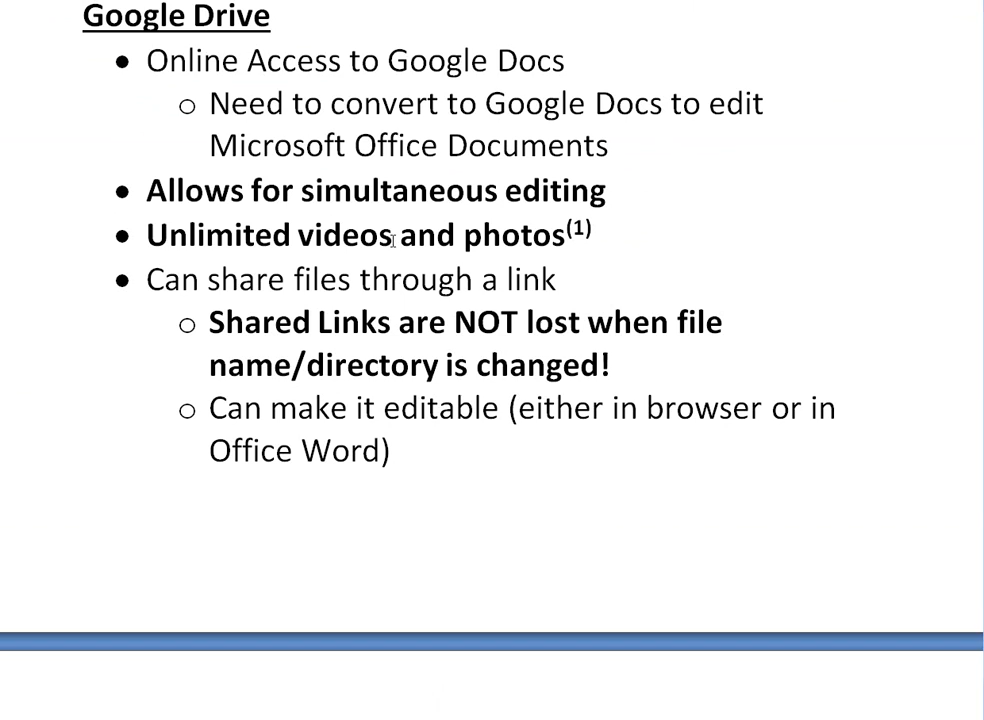 Google Drive
• Online Access to Google Docs
o Need to convert to Google Docs to edit
Microsoft Office Documents
• Allows for simultaneous editing
• Unlimited videos and photos(1)
• Can share files through a link
o Shared Links are NOT lost when file
name/directory is changed!
o Can make it editable (either in browser or in
Office Word)